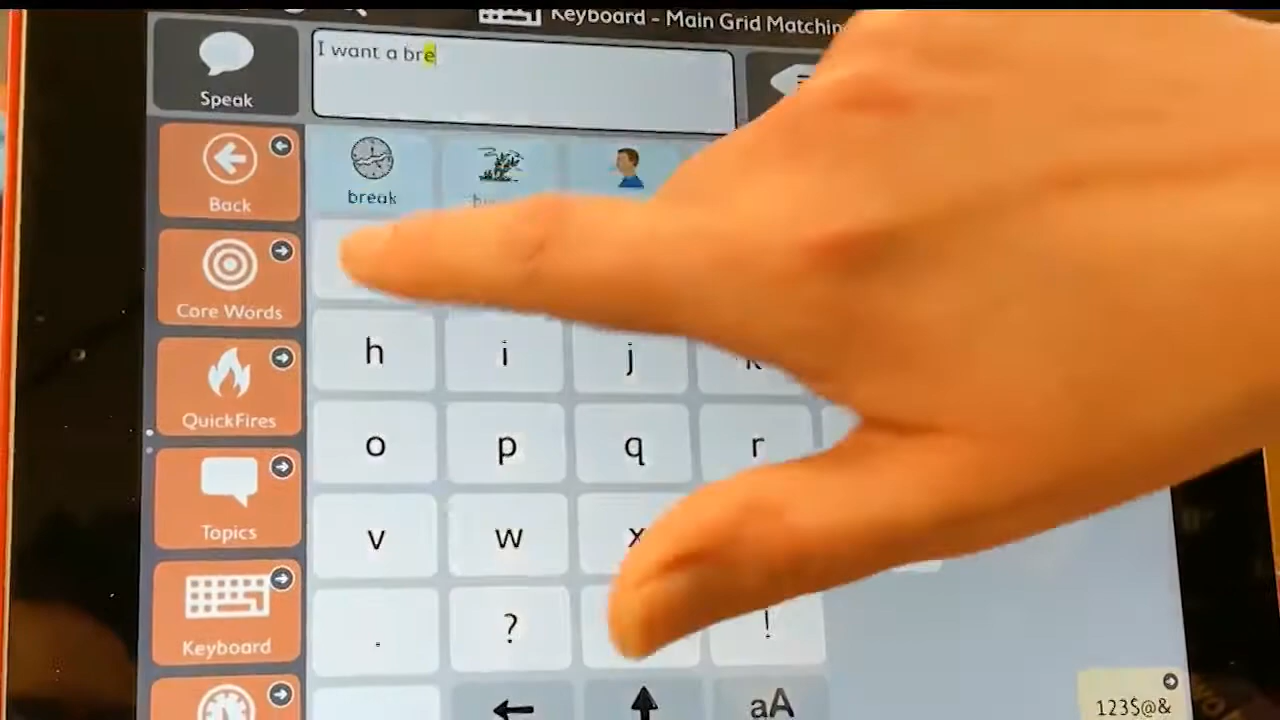 Keyboard - Main Grid Matching
Speak
I want a bre
Back
break
Core Words
h i j k
QuickFires
o p q r
Topics
v w x
Keyboard
. ? !
aA
123$@&